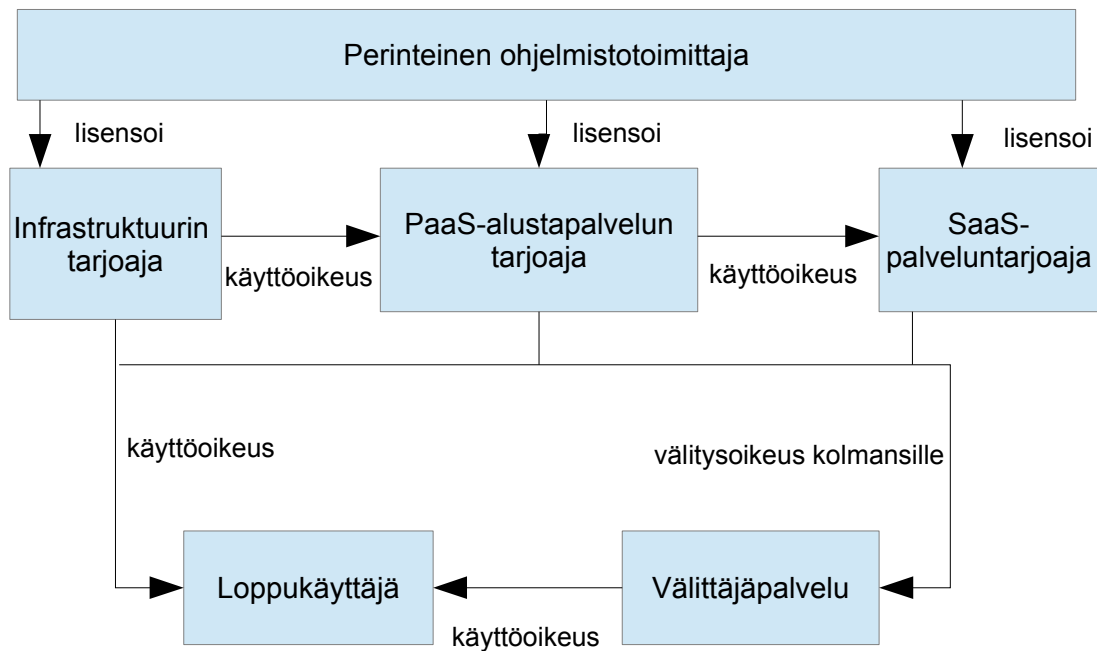 Perinteinen ohjelmistotoimittaja
lisensoi
lisensoi
lisensoi
Infrastruktuurin
tarjoaja
PaaS-alustapalvelun
tarjoaja
SaaS-
palveluntarjoaja
käyttöoikeus
käyttöoikeus
käyttöoikeus
välitysoikeus kolmansille
Loppukäyttäjä
Välittäjäpalvelu
käyttöoikeus